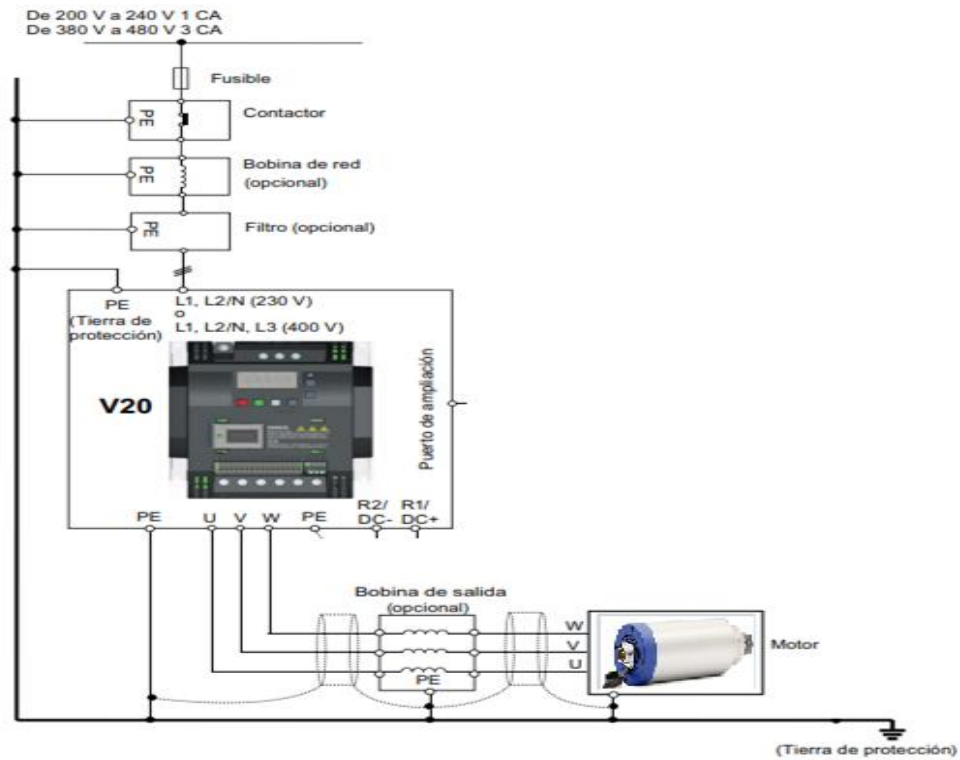 De 200 V a 240 V 1 CA
De 380 V a 480 V 3 CA
Fusible
PE
Contactor
PE
Bobina de red
(opcional)
PE
Filtro (opcional)
PE
(Tierra de
protección)
L1, L2/N (230 V)
o
L1, L2/N, L3 (400 V)
V20
Puerto de ampliación
PE
U
V
W
PE
R2/
DC-
R1/
DC+
Bobina de salida
(opcional)
PE
W
V
U
Motor
(Tierra de protección)